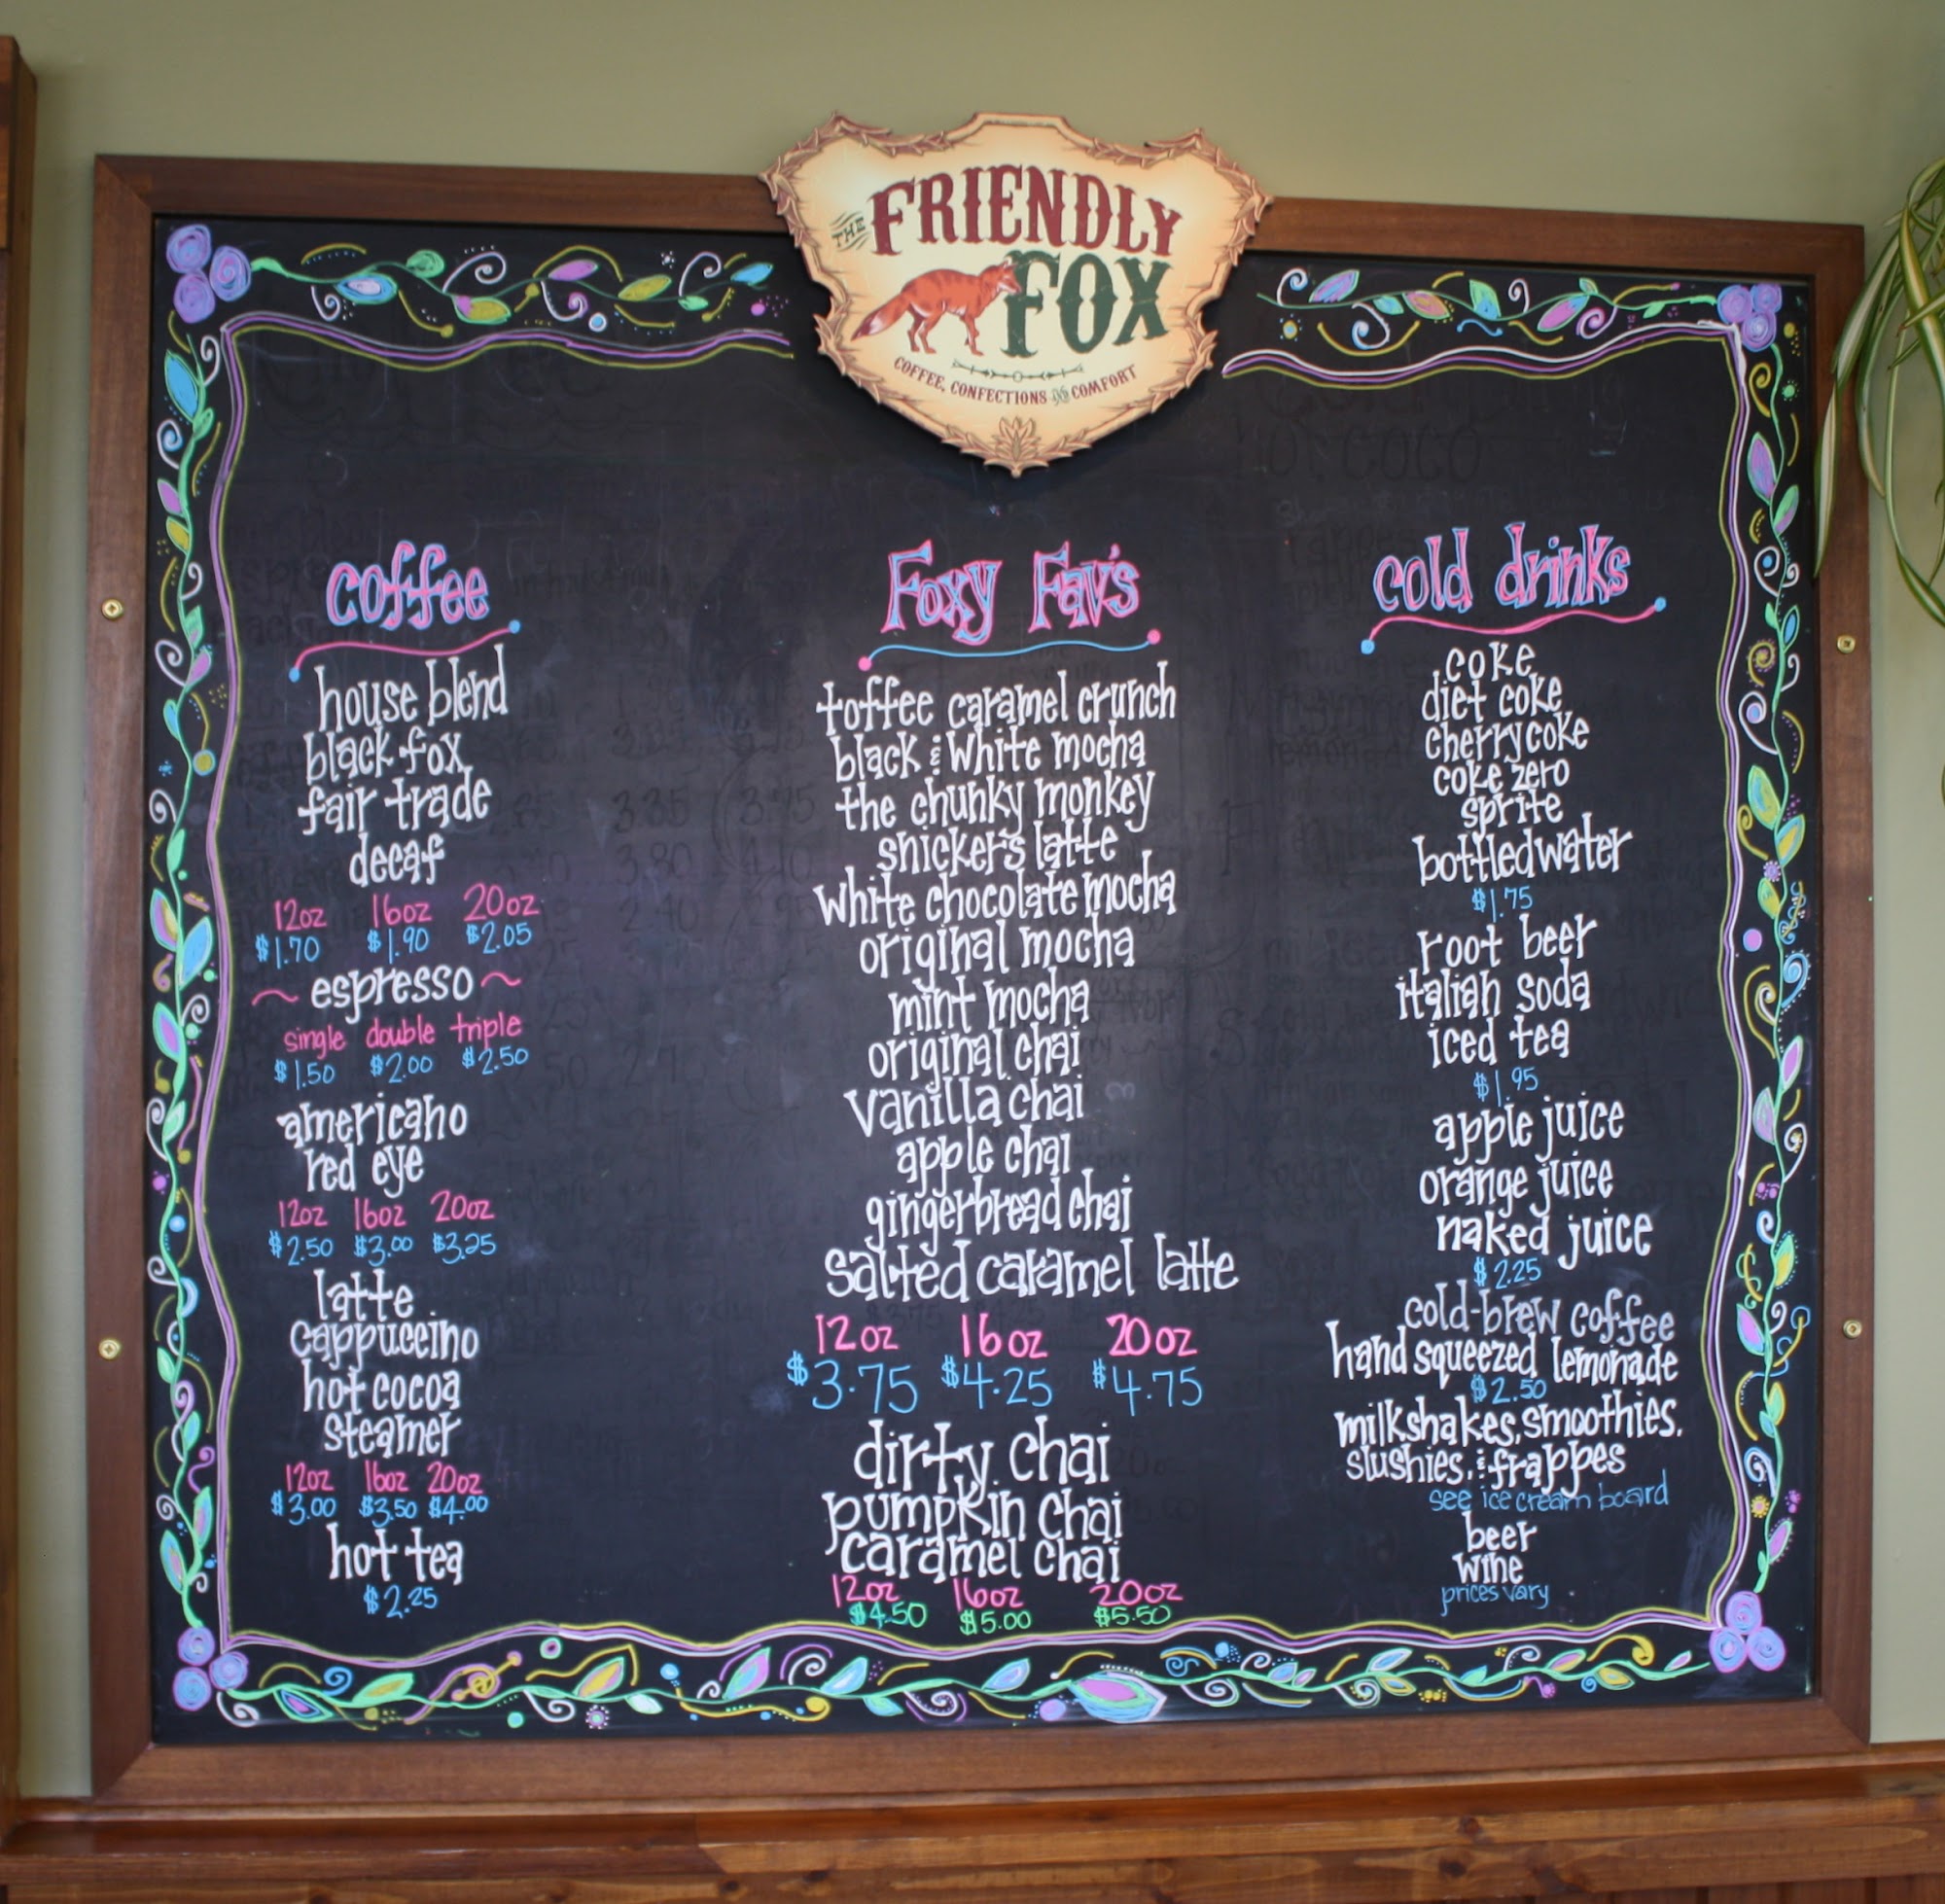 THE FRIENDLY
FOX
COFFEE, CONFECTIONS & COMFORT
coffee
house blend
black fox
fair trade
decaf
12oz 16oz 20oz
$1.70 $1.90 $2.05
~ espresso ~
single double triple
$1.50 $2.00 $2.50
americano
red eye
12oz 16oz 20oz
$2.50 $3.00 $3.25
latte
cappuccino
hot cocoa
steamer
12oz 16oz 20oz
$3.00 $3.50 $4.00
hot tea
$2.25
Foxy Fav's
toffee caramel crunch
black & white mocha
the chunky monkey
snickers latte
white chocolate mocha
original mocha
mint mocha
original chai
vanilla chai
apple chai
gingerbread chai
salted caramel latte
12oz 16oz 20oz
$3.75 $4.25 $4.75
dirty chai
pumpkin chai
caramel chai
12oz 16oz 20oz
$4.50 $5.00 $5.50
cold drinks
coke
diet coke
cherry coke
coke zero
sprite
bottled water
$1.75
root beer
italian soda
iced tea
$1.95
apple juice
orange juice
naked juice
$2.25
cold-brew coffee
hand squeezed lemonade
$2.50
milkshakes, smoothies,
slushies, & frappes
see ice cream board
beer
wine
prices vary